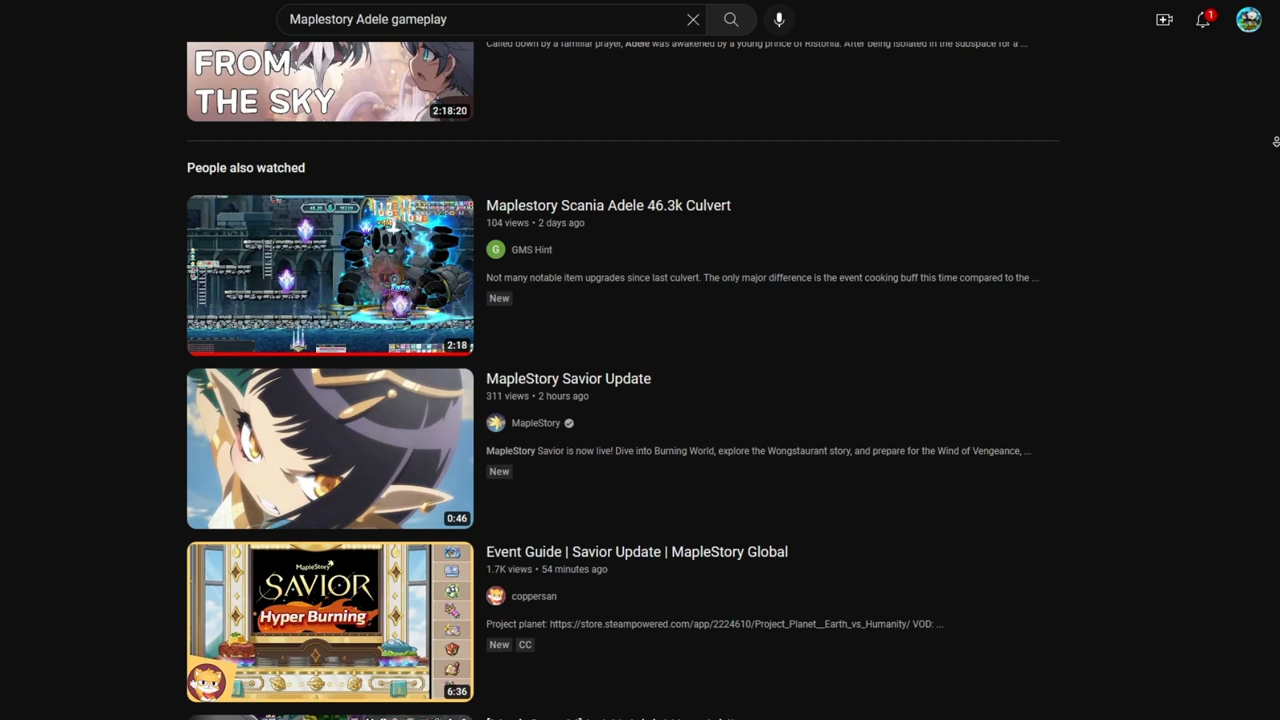 Maplestory Adele gameplay
1
Called down by a familiar prayer, Adele was awakened by a young prince of Ristonia. After being isolated in the subspace for a ...
FROM
THE SKY
2:18:20
People also watched
Maplestory Scania Adele 46.3k Culvert
104 views • 2 days ago
G GMS Hint
Not many notable item upgrades since last culvert. The only major difference is the event cooking buff this time compared to the ...
New
2:18
MapleStory Savior Update
311 views • 2 hours ago
MapleStory
MapleStory Savior is now live! Dive into Burning World, explore the Wongstaurant story, and prepare for the Wind of Vengeance, ...
New
0:46
Event Guide | Savior Update | MapleStory Global
1.7K views • 54 minutes ago
coppersan
Project planet: https://store.steampowered.com/app/2224610/Project_Planet__Earth_vs_Humanity/ VOD: ...
New CC
MapleStory
SAVIOR
Hyper Burning
6:36